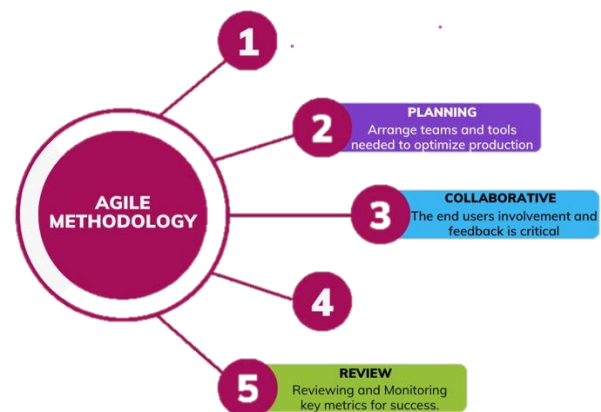 1
2
PLANNING
Arrange teams and tools
needed to optimize production
AGILE
METHODOLOGY
3
COLLABORATIVE
The end users involvement and
feedback is critical
4
5
REVIEW
Reviewing and Monitoring
key metrics for success.